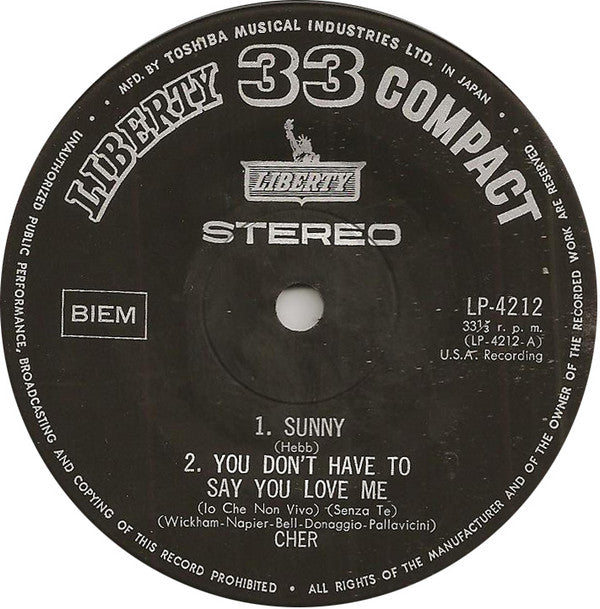 MFD. BY TOSHIBA MUSICAL INDUSTRIES LTD. IN JAPAN •
LIBERTY 33 COMPACT
LIBERTY
STEREO
BIEM
LP-4212
33⅓ r. p. m.
(LP-4212-A)
U.S.A. Recording
1. SUNNY
(Hebb)
2. YOU DON'T HAVE TO
SAY YOU LOVE ME
(Io Che Non Vivo) (Senza Te)
(Wickham-Napier-Bell-Donaggio-Pallavicini)
CHER
• UNAUTHORIZED PUBLIC PERFORMANCE, BROADCASTING AND COPYING OF THIS RECORD PROHIBITED • ALL RIGHTS OF THE MANUFACTURER AND OF THE OWNER OF THE RECORDED WORK ARE RESERVED